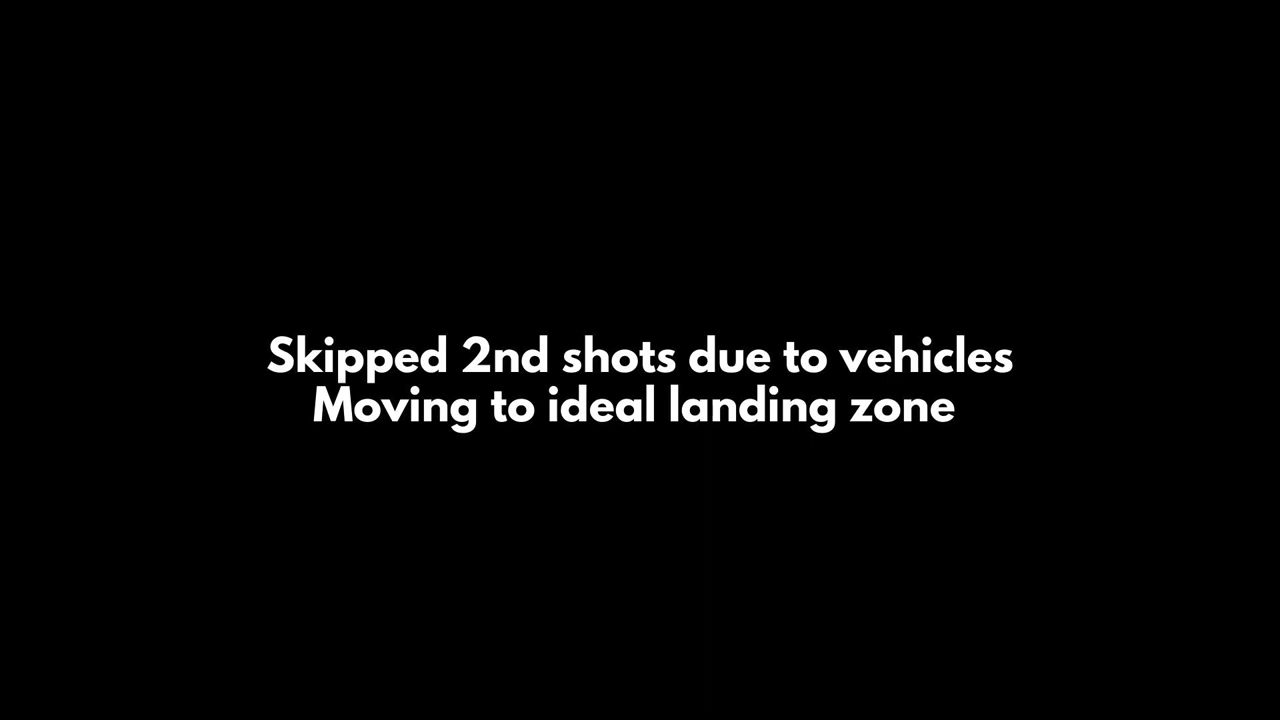 Skipped 2nd shots due to vehicles
Moving to ideal landing zone